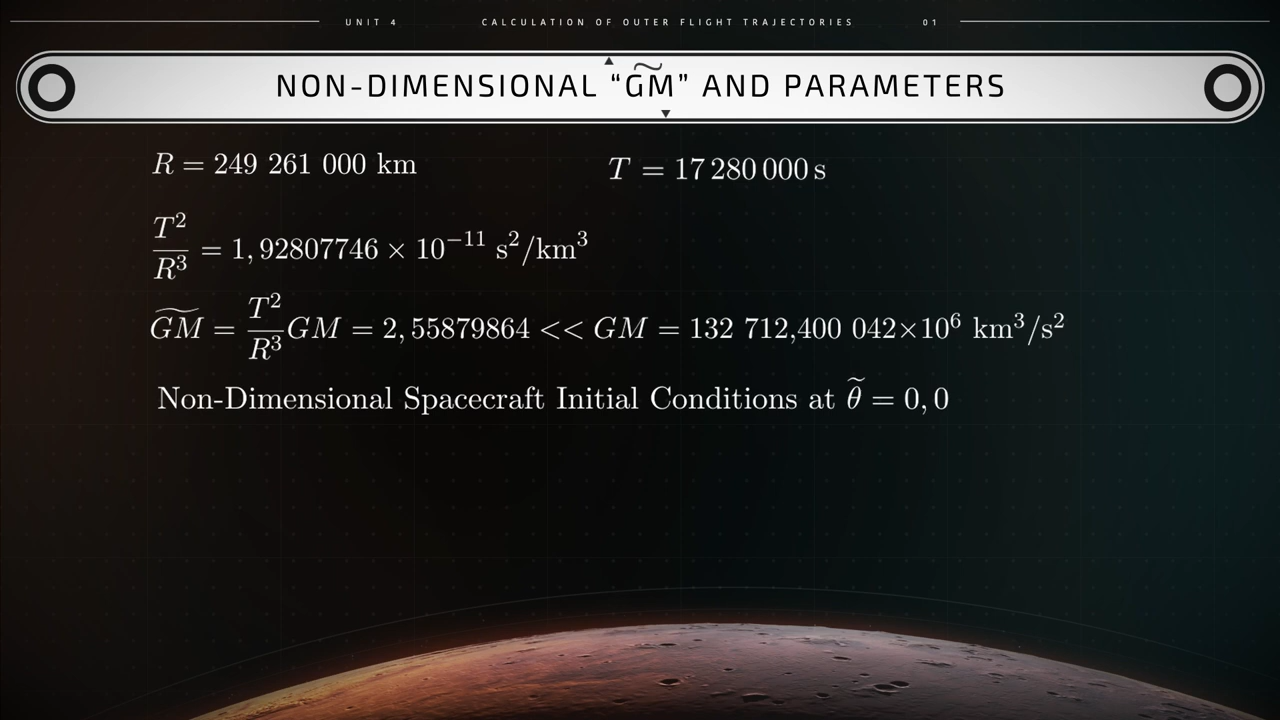 UNIT 4 CALCULATION OF OUTER FLIGHT TRAJECTORIES 01
NON-DIMENSIONAL “G͠M” AND PARAMETERS
R = 249 261 000 km T = 17 280 000 s
T²/R³ = 1,92807746 × 10⁻¹¹ s²/km³
G͠M = T²/R³ GM = 2,55879864 << GM = 132 712,400 042×10⁶ km³/s²
Non-Dimensional Spacecraft Initial Conditions at θ̃ = 0,0